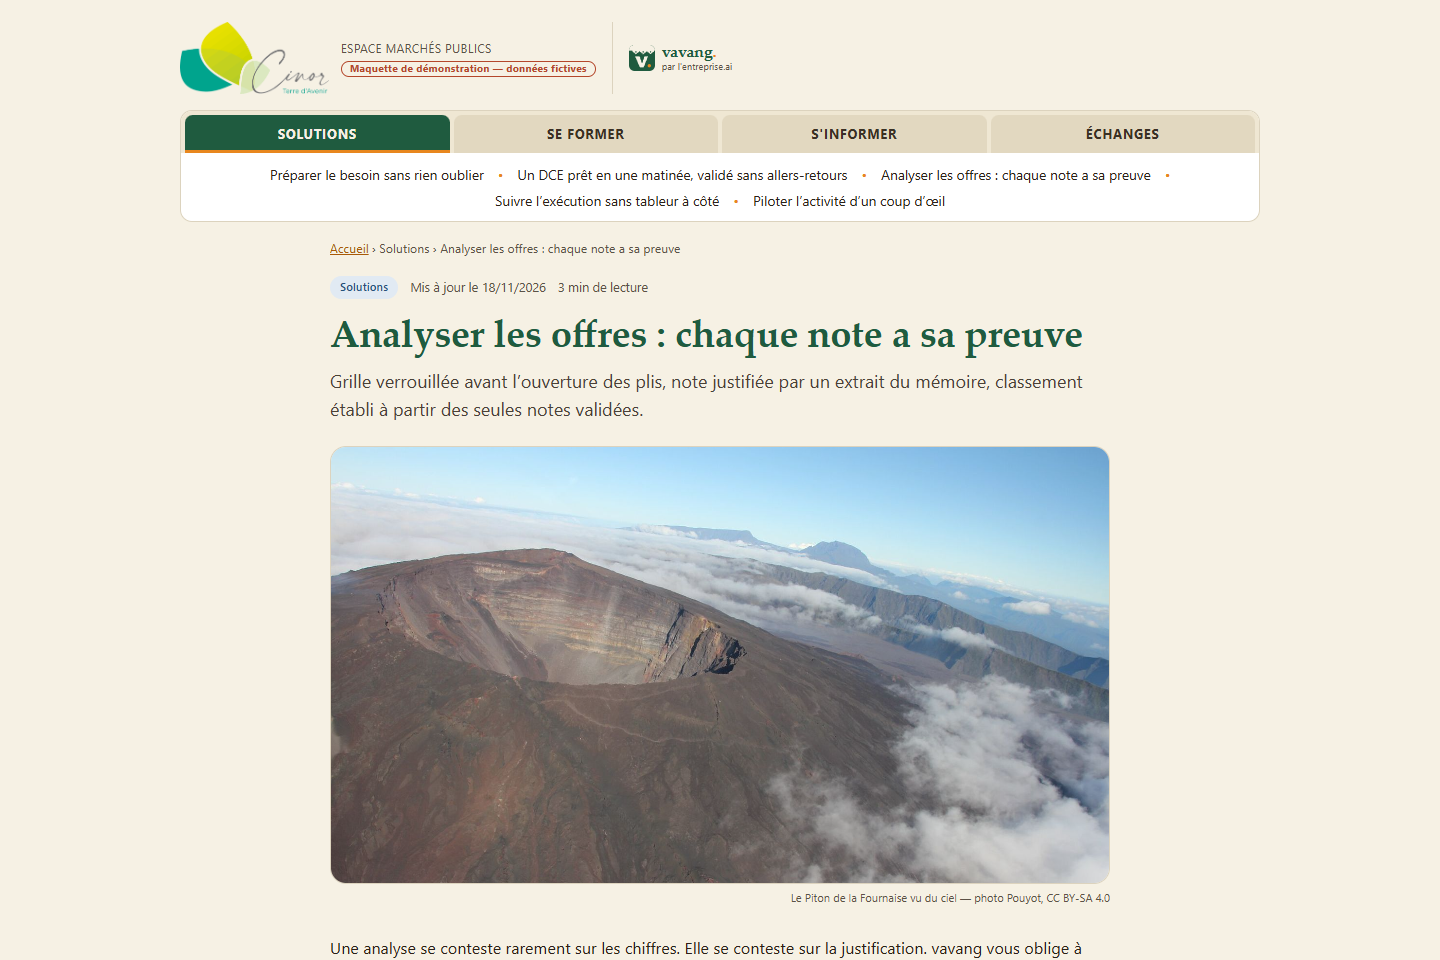 Cinor
Terre d'Avenir
ESPACE MARCHÉS PUBLICS
Maquette de démonstration — données fictives
v.
vavang.
par l'entreprise.ai
SOLUTIONS
SE FORMER
S'INFORMER
ÉCHANGES
Préparer le besoin sans rien oublier • Un DCE prêt en une matinée, validé sans allers-retours • Analyser les offres : chaque note a sa preuve •
Suivre l’exécution sans tableur à côté • Piloter l’activité d’un coup d’œil
Accueil › Solutions › Analyser les offres : chaque note a sa preuve
Solutions Mis à jour le 18/11/2026 3 min de lecture
Analyser les offres : chaque note a sa preuve
Grille verrouillée avant l’ouverture des plis, note justifiée par un extrait du mémoire, classement
établi à partir des seules notes validées.
Le Piton de la Fournaise vu du ciel — photo Pouyot, CC BY-SA 4.0
Une analyse se conteste rarement sur les chiffres. Elle se conteste sur la justification. vavang vous oblige à